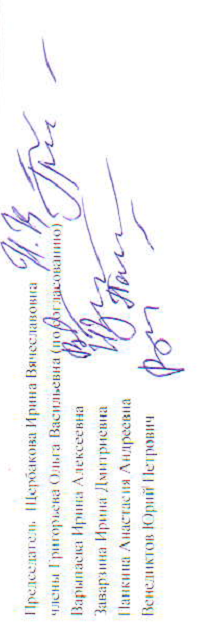 Председатель Щербакова Ирина Вячеславовна
члены Григорьева Ольга Васильевна (по согласованию)
Варыпаева Ирина Алексеевна
Заварзина Ирина Дмитриевна
Панкина Анастасия Андреевна
Венедиктов Юрий Петрович